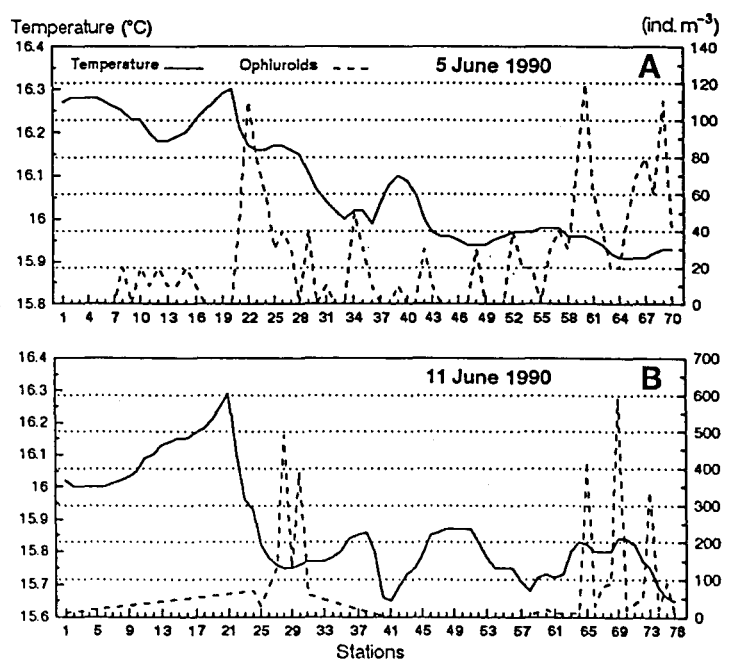 Temperature (°C) (ind. m⁻³)
Temperature Ophiuroids 5 June 1990 A
16.4 140
16.3 120
16.2 100
16.1 80
16 60
40
15.9 20
15.8 0
1 4 7 10 13 16 19 22 25 28 31 34 37 40 43 46 49 52 55 58 61 64 67 70
11 June 1990 B
16.4 700
16.3 600
16.2 500
16.1 400
16
15.9 300
15.8 200
15.7 100
15.6 0
1 5 9 13 17 21 25 29 33 37 41 45 49 53 57 61 65 69 73 78
Stations